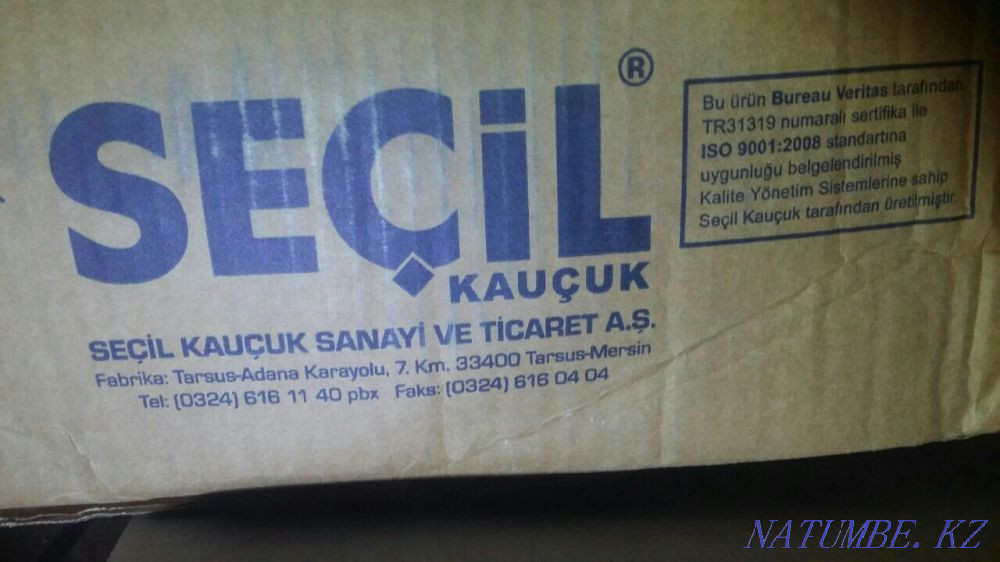 SEÇİL®
KAUÇUK
SEÇİL KAUÇUK SANAYİ VE TİCARET A.Ş.
Fabrika: Tarsus-Adana Karayolu, 7. Km. 33400 Tarsus-Mersin
Tel: (0324) 616 11 40 pbx Faks: (0324) 616 04 04
Bu ürün Bureau Veritas tarafından
TR31319 numaralı sertifika ile
ISO 9001:2008 standartına
uygunluğu belgelendirilmiş
Kalite Yönetim Sistemlerine sahip
Seçil Kauçuk tarafından üretilmiştir.
NATUMBE.KZ